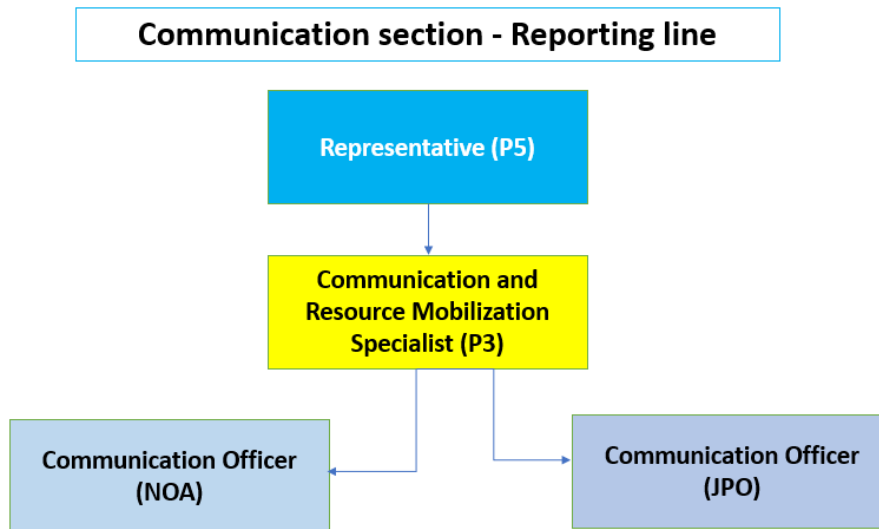 Communication section - Reporting line
Representative (P5)
Communication and
Resource Mobilization
Specialist (P3)
Communication Officer
(NOA)
Communication Officer
(JPO)